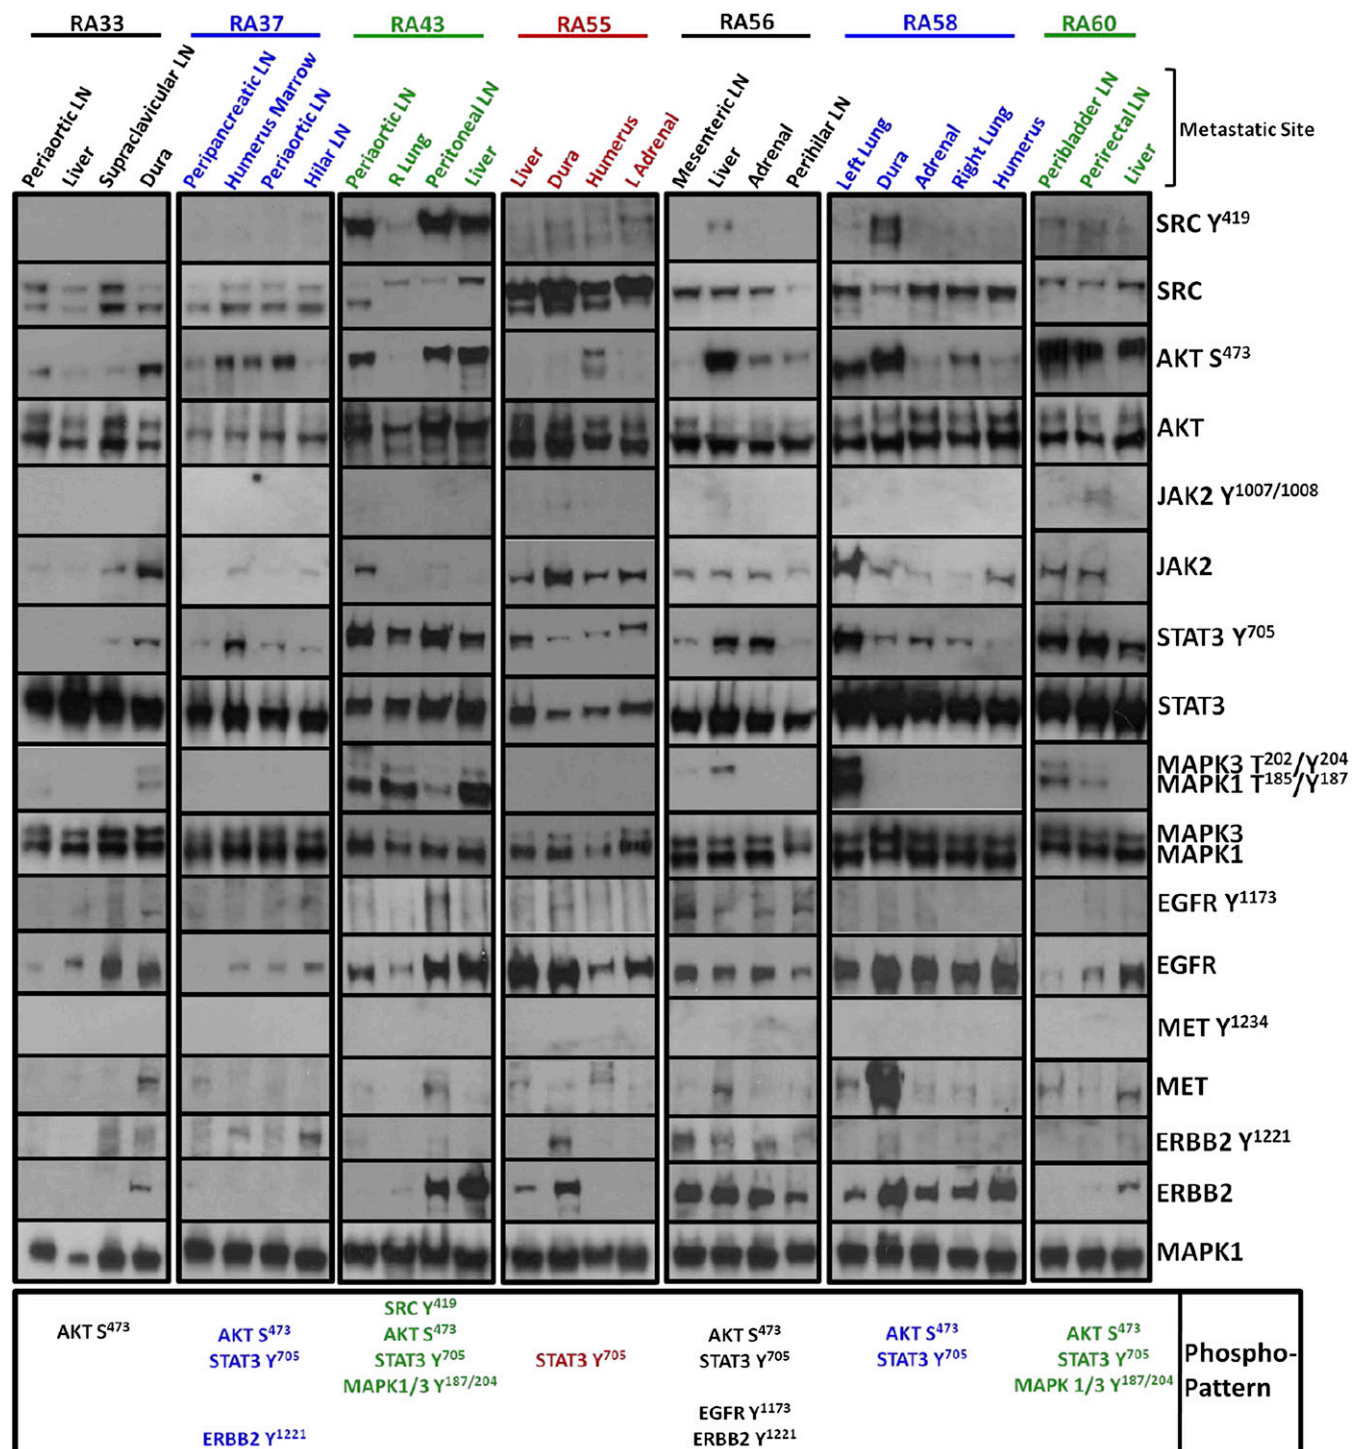 RA33 RA37 RA43 RA55 RA56 RA58 RA60
Periaortic LN
Liver
Supraclavicular LN
Dura
Peripancreatic LN
Humerus Marrow
Periaortic LN
Hilar LN
Periaortic LN
R Lung
Peritoneal LN
Liver
Liver
Dura
Humerus
L Adrenal
Mesenteric LN
Liver
Adrenal
Perihilar LN
Left Lung
Dura
Adrenal
Right Lung
Humerus
Peribladder LN
Perirectal LN
Liver
Metastatic Site
SRC Y419
SRC
AKT S473
AKT
JAK2 Y1007/1008
JAK2
STAT3 Y705
STAT3
MAPK3 T202/Y204
MAPK1 T185/Y187
MAPK3
MAPK1
EGFR Y1173
EGFR
MET Y1234
MET
ERBB2 Y1221
ERBB2
MAPK1
AKT S473
AKT S473
STAT3 Y705
ERBB2 Y1221
SRC Y419
AKT S473
STAT3 Y705
MAPK1/3 Y187/204
STAT3 Y705
AKT S473
STAT3 Y705
EGFR Y1173
ERBB2 Y1221
AKT S473
STAT3 Y705
AKT S473
STAT3 Y705
MAPK 1/3 Y187/204
Phospho-
Pattern